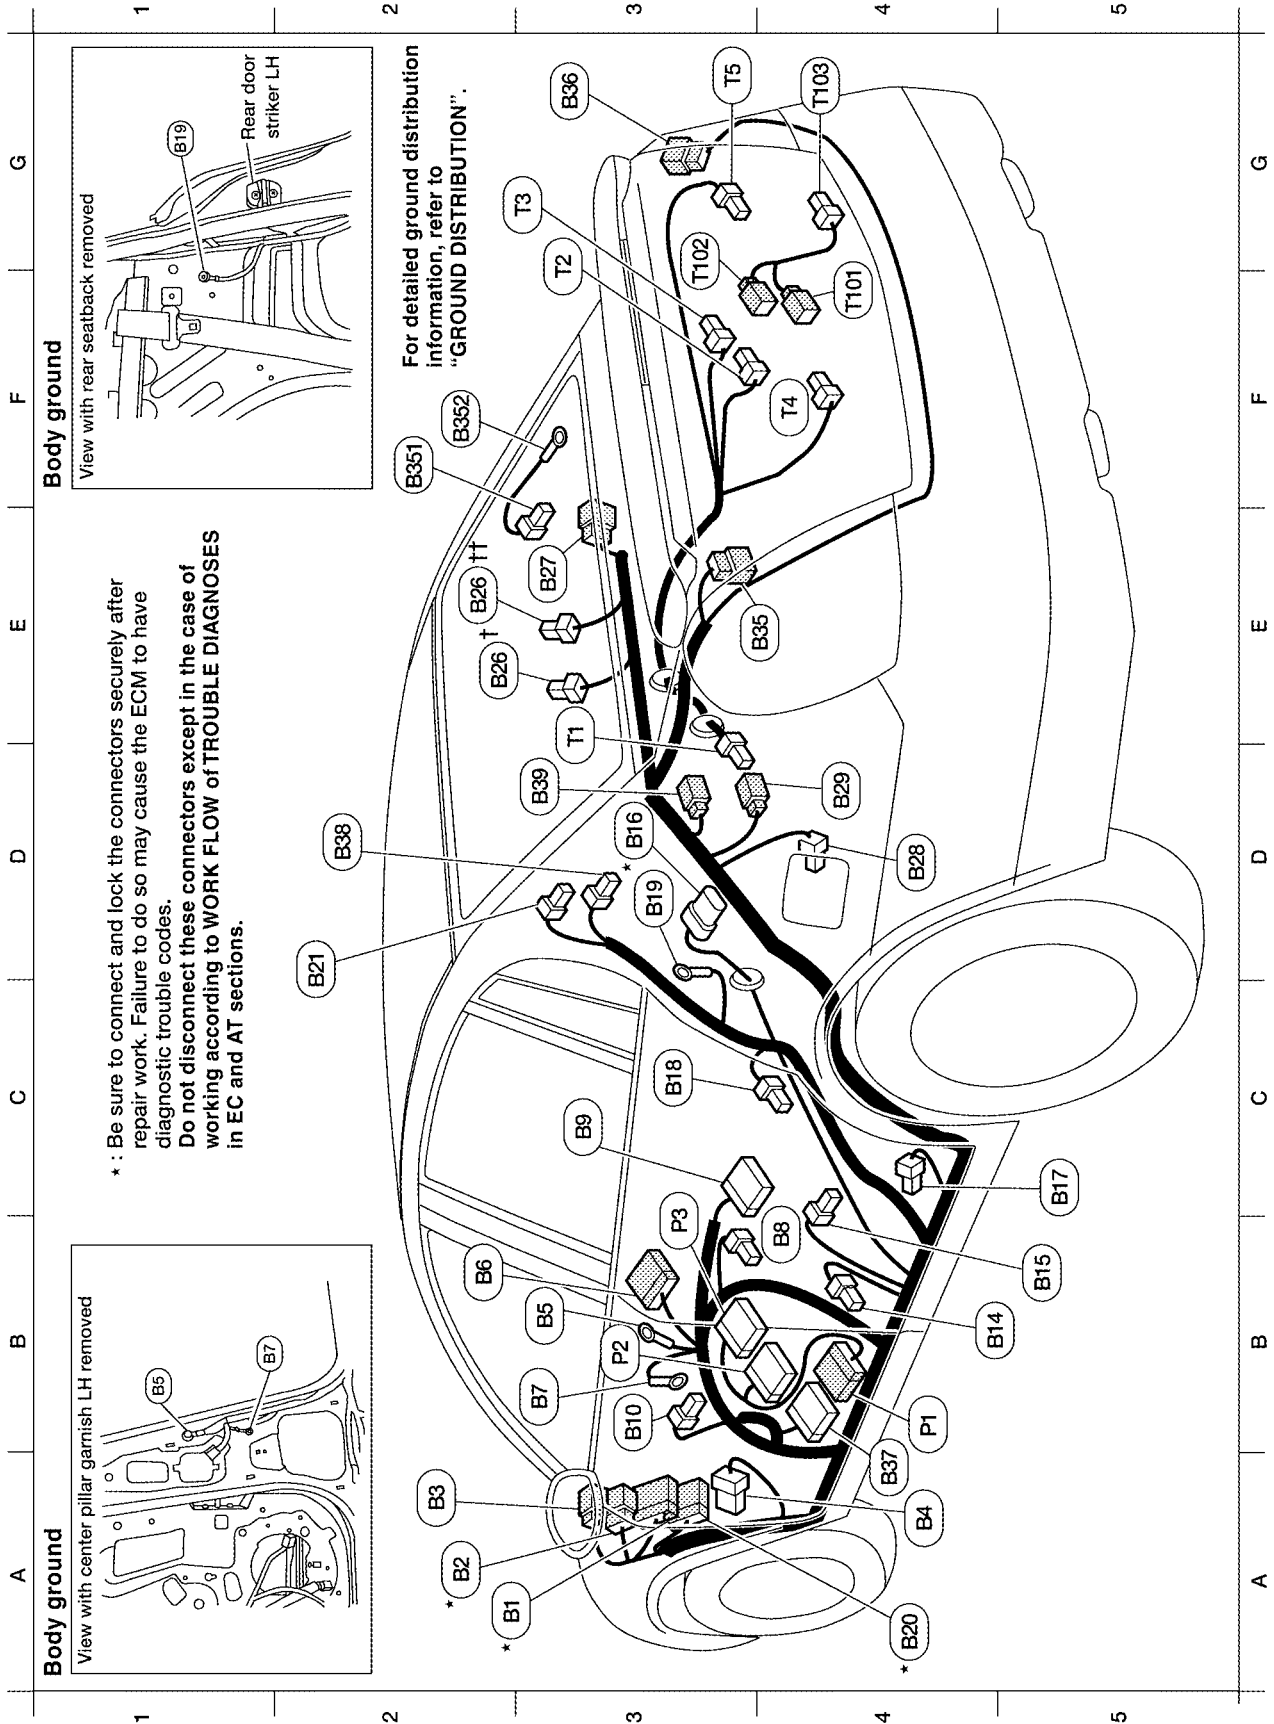 1
2
3
4
5
A
B
C
D
E
F
G
Body ground
View with center pillar garnish LH removed
B5
B7
★ : Be sure to connect and lock the connectors securely after
repair work. Failure to do so may cause the ECM to have
diagnostic trouble codes.
Do not disconnect these connectors except in the case of
working according to WORK FLOW of TROUBLE DIAGNOSES
in EC and AT sections.
Body ground
View with rear seatback removed
B19
Rear door
striker LH
For detailed ground distribution
information, refer to
“GROUND DISTRIBUTION”.
B21
B38 ★
B351
B352
B3
★ B2
★ B1
B7
B5
B6
B10
P2
P3
B9
B18
B19
B16
B39
T1
B26 †
B26 ††
B27
T2
T3
B36
T5
T103
T102
T101
T4
B35
B29
B28
B8
B17
B15
B14
P1
B37
B4
★ B20
A
B
C
D
E
F
G
1
2
3
4
5